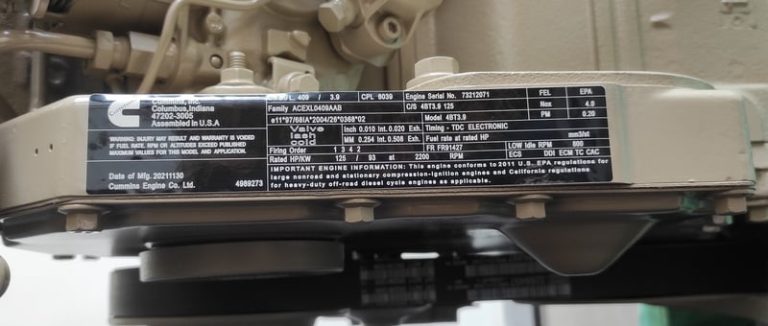 Cummins
Cummins, Inc.
Columbus,Indiana
47202-3005
Assembled in U.S.A
WARNING: INJURY MAY RESULT AND WARRANTY IS VOIDED
IF FUEL RATE, RPM OR ALTITUDES EXCEED PUBLISHED
MAXIMUM VALUES FOR THIS MODEL AND APPLICATION.
Date of Mfg. 20211130
Cummins Engine Co. Ltd. 4989273
L. 409 / 3.9 CPL 8039 Engine Serial No. 73212071
Family ACEXL0409AAB C/S 4BT3.9 125
e11*97/68IA*2004/26*0368*02 Model 4BT3.9
Valve lash cold
Inch 0.010 Int. 0.020 Exh. Timing - TDC ELECTRONIC
MM 0.254 Int. 0.508 Exh. Fuel rate at rated HP mm3/st
Firing Order 1 3 4 2 FR FR91427 LOW Idle RPM 800
Rated HP/KW 125 / 93 at 2200 RPM ECS DDI ECM TC CAC
FEL EPA
Nox 4.0
PM 0.20
IMPORTANT ENGINE INFORMATION: This engine conforms to 2011 U.S. EPA regulations for
large nonroad and stationary compression-ignition engines and California regulations
for heavy-duty off-road diesel cycle engines as applicable.